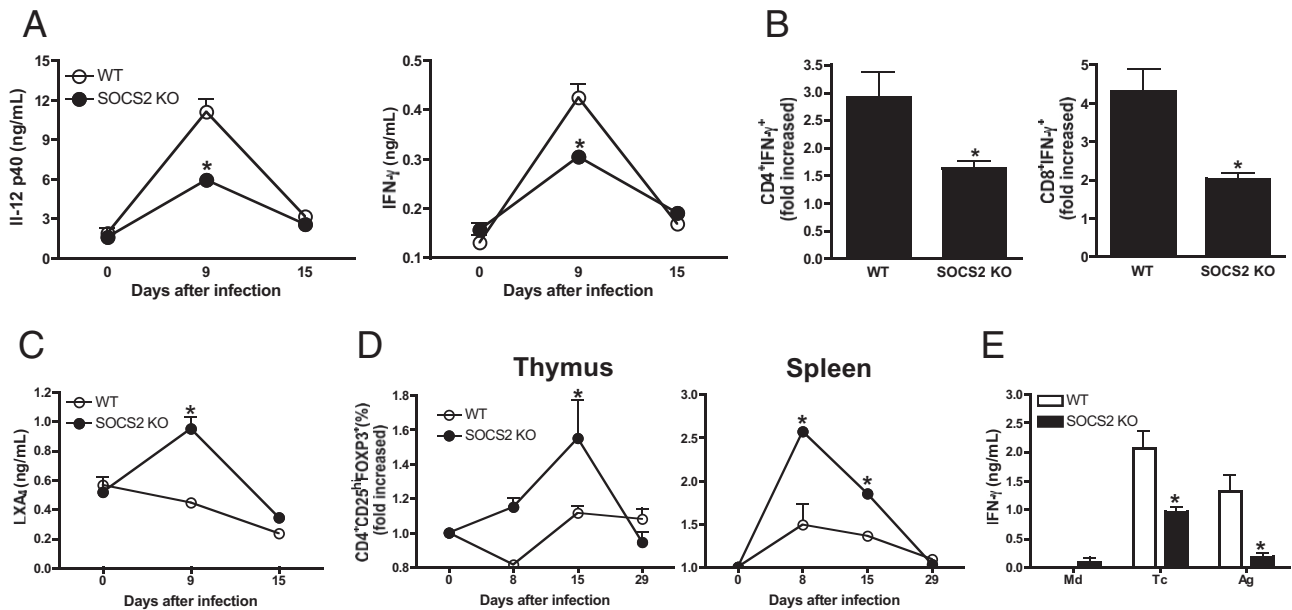 A
Il-12 p40 (ng/mL)
15
12
9
6
3
0
WT
SOCS2 KO
*
0 9 15
Days after infection
IFN-γ (ng/mL)
0.5
0.4
0.3
0.2
0.1
*
0 9 15
Days after infection
B
CD4+IFN-γ+
(fold increased)
3.5
3.0
2.5
2.0
1.5
1.0
0.5
0.0
*
WT SOCS2 KO
CD8+IFN-γ+
(fold increased)
5
4
3
2
1
0
*
WT SOCS2 KO
C
LXA4 (ng/mL)
1.2
1.0
0.8
0.6
0.4
0.2
0.0
WT
SOCS2 KO
*
0 9 15
Days after infection
D
Thymus
CD4+CD25hiFOXP3+(%)
(fold increased)
1.8
1.6
1.4
1.2
1.0
0.8
WT
SOCS2 KO
*
0 8 15 29
Days after infection
Spleen
3.0
2.5
2.0
1.5
1.0
*
*
0 8 15 29
Days after infection
E
IFN-γ (ng/mL)
3.0
2.5
2.0
1.5
1.0
0.5
0.0
WT
SOCS2 KO
*
*
Md Tc Ag